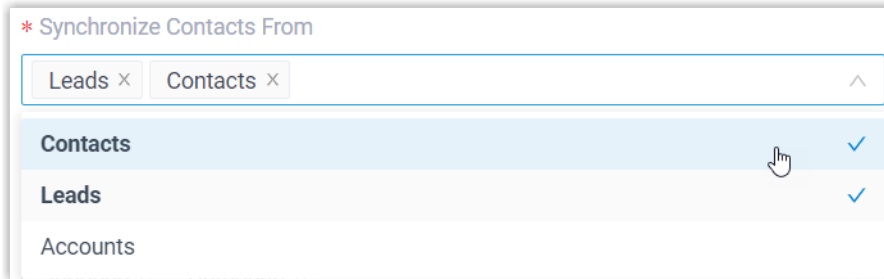 * Synchronize Contacts From
Leads × Contacts ×
Contacts
Leads
Accounts